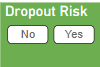 Dropout Risk
No Yes